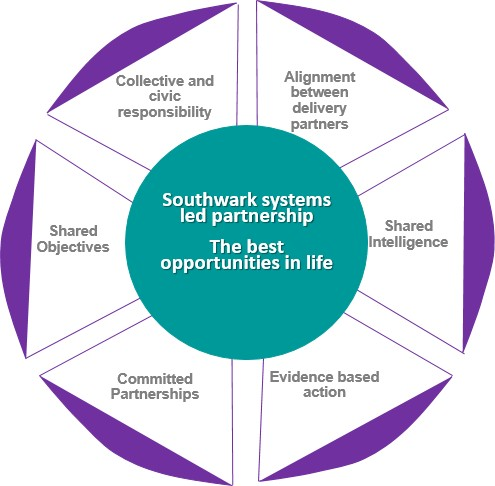 Collective and
civic
responsibility
Alignment
between
delivery
partners
Southwark systems
led partnership
The best
opportunities in life
Shared
Objectives
Shared
Intelligence
Committed
Partnerships
Evidence based
action